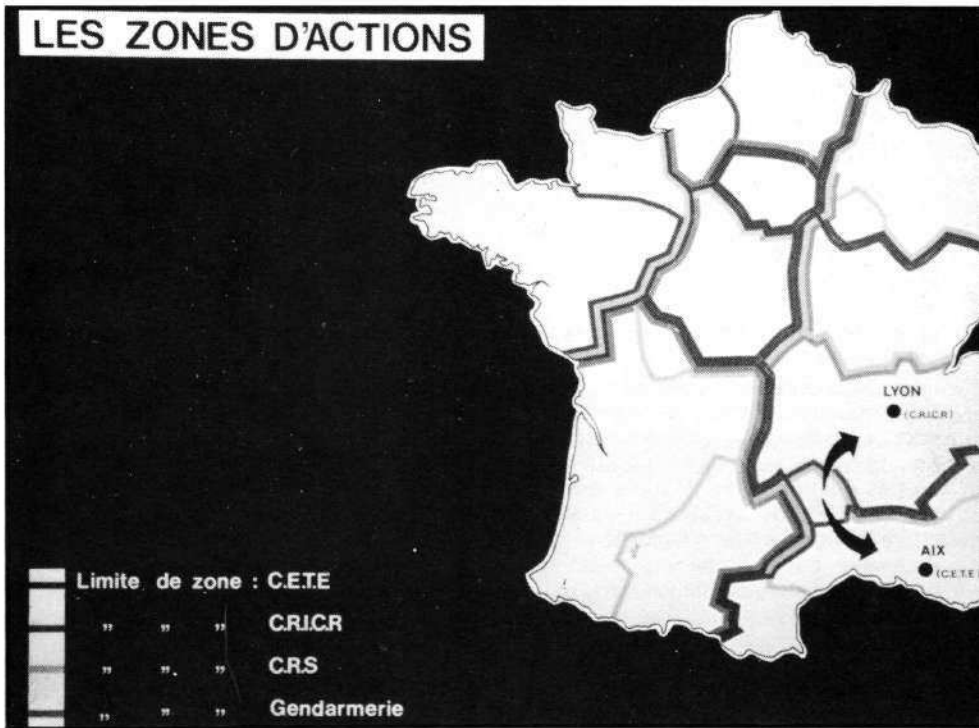 LES ZONES D'ACTIONS
LYON
(C.R.I.C.R)
AIX
(C.E.T.E)
Limite de zone : C.E.T.E
„ „ „ C.R.I.C.R
„ „ „ C.R.S
„ „ „ Gendarmerie